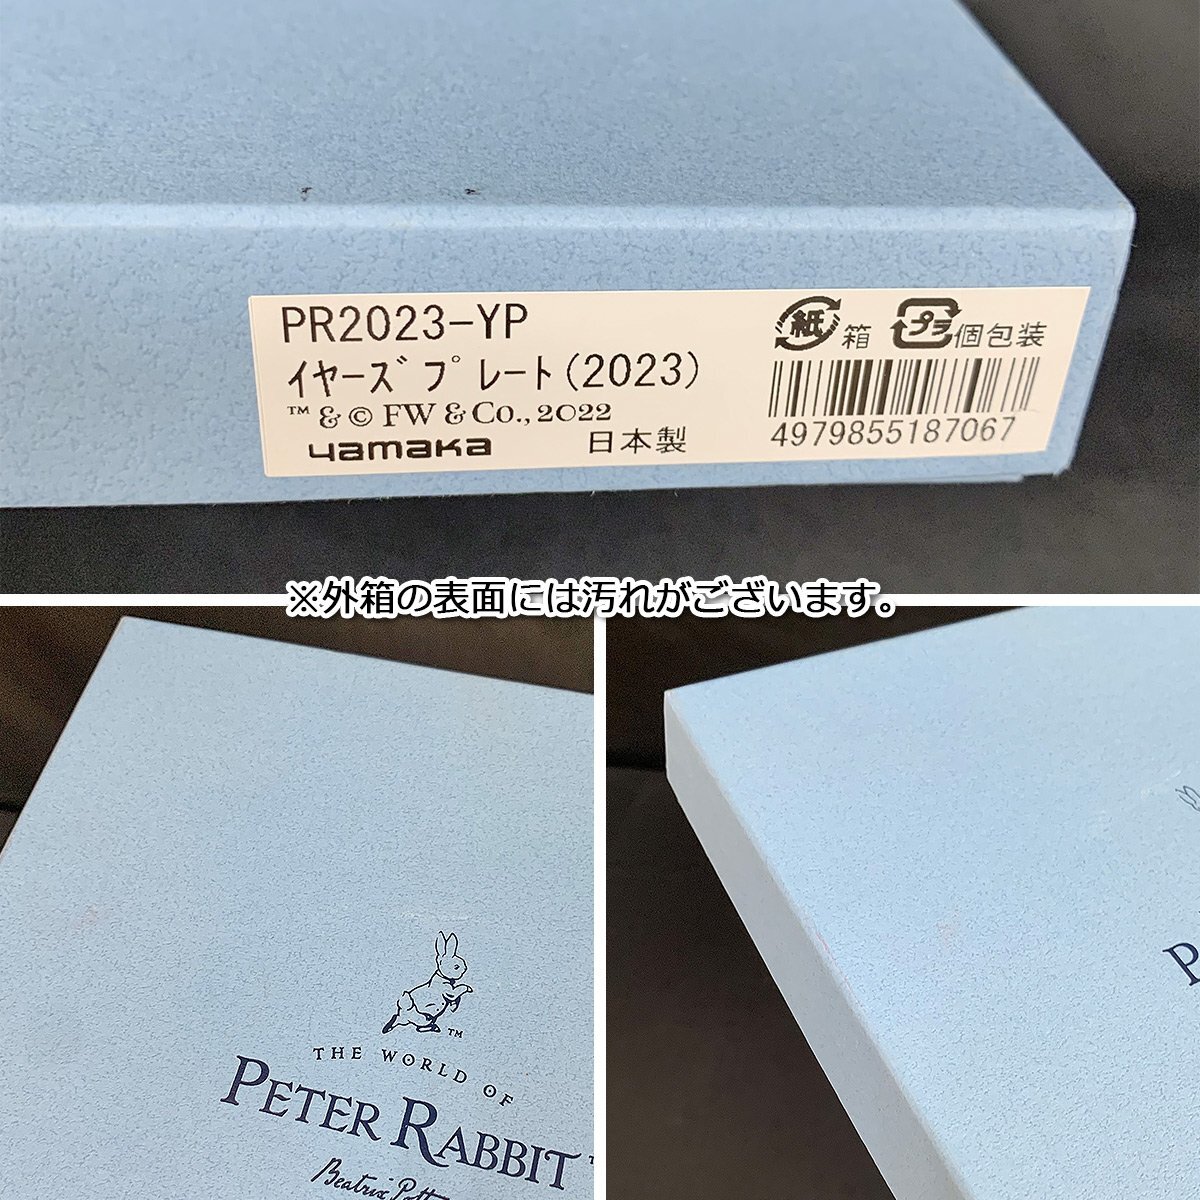 PR2023-YP
イヤーズプレート(2023)
™ & © FW & Co., 2022
yamaka 日本製
紙 箱 プラ 個包装
4979855187067
※外箱の表面には汚れがございます。
™
THE WORLD OF
PETER RABBIT™
Beatrix
P